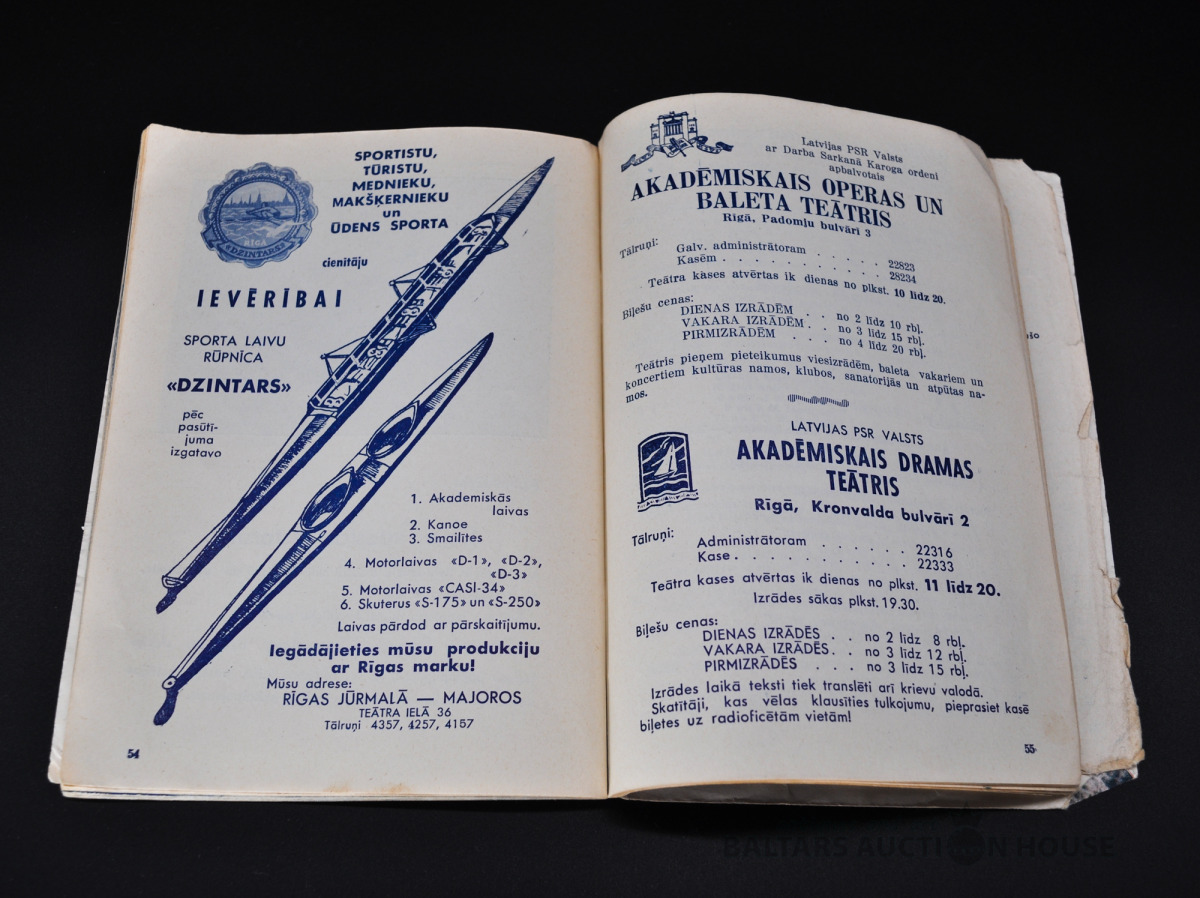 SPORTISTU,
TŪRISTU,
MEDNIEKU,
MAKŠĶERNIEKU
un
ŪDENS SPORTA
cienītāju
RĪGA
«DZINTARS»
IEVĒRĪBAI
SPORTA LAIVU
RŪPNĪCA
«DZINTARS»
pēc
pasūtī-
juma
izgatavo
1. Akademiskās
laivas
2. Kanoe
3. Smailītes
4. Motorlaivas «D-1», «D-2»,
«D-3»
5. Motorlaivas «CASI-34»
6. Skuterus «S-175» un «S-250»
Laivas pārdod ar pārskaitījumu.
Iegādājieties mūsu produkciju
ar Rīgas marku!
Mūsu adrese:
RĪGAS JŪRMALĀ — MAJOROS
TEĀTRA IELĀ 36
Tālruņi 4357, 4257, 4157
54
Latvijas PSR Valsts
ar Darba Sarkanā Karoga ordeni
apbalvotais
AKADĒMISKAIS OPERAS UN
BALETA TEĀTRIS
Rīgā, Padomju bulvārī 3
Tālruņi:
Galv. administrātoram . . . . . 22823
Kasēm . . . . . . . . . . . 28234
Teātra kases atvērtas ik dienas no plkst. 10 līdz 20.
Biļešu cenas:
DIENAS IZRĀDĒM . . no 2 līdz 10 rbļ.
VAKARA IZRĀDĒM . . no 3 līdz 15 rbļ.
PIRMIZRĀDĒM . . . no 4 līdz 20 rbļ.
Teātris pieņem pieteikumus viesizrādēm, baleta vakariem un
koncertiem kultūras namos, klubos, sanatorijās un atpūtas na-
mos.
LATVIJAS PSR VALSTS
AKADĒMISKAIS DRAMAS
TEĀTRIS
Rīgā, Kronvalda bulvārī 2
Tālruņi:
Administrātoram . . . . . . 22316
Kase . . . . . . . . . . . 22333
Teātra kases atvērtas ik dienas no plkst. 11 līdz 20.
Izrādes sākas plkst. 19.30.
Biļešu cenas:
DIENAS IZRĀDĒS . . no 2 līdz 8 rbļ.
VAKARA IZRĀDĒS . . no 3 līdz 12 rbļ.
PIRMIZRĀDĒS . . . no 3 līdz 15 rbļ.
Izrādes laikā teksti tiek translēti arī krievu valodā.
Skatītāji, kas vēlas klausīties tulkojumu, pieprasiet kasē
biļetes uz radioficētām vietām!
55
BALTARS AUCTION HOUSE